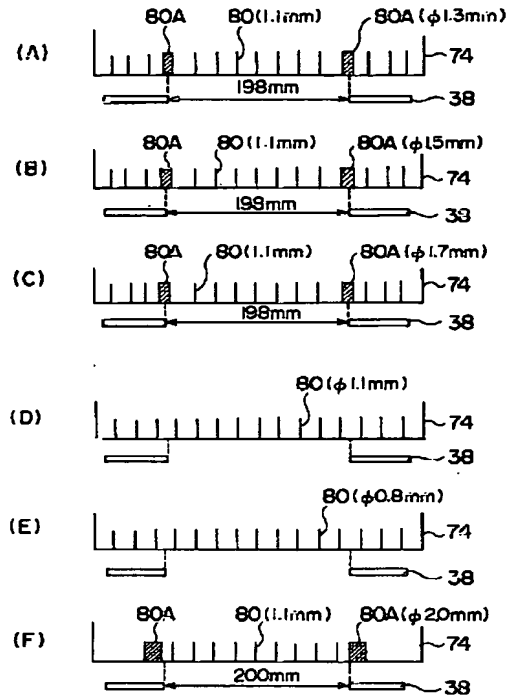 80A 80(1.1mm) 80A(φ1.3mm)
(A) 74
198mm
38
80A 80(1.1mm) 80A(φ1.5mm)
(B) 74
198mm
38
80A 80(1.1mm) 80A(φ1.7mm)
(C) 74
198mm
38
80(φ1.1mm)
(D) 74
38
80(φ0.8mm)
(E) 74
38
80A 80(1.1mm) 80A(φ2.0mm)
(F) 74
200mm
38